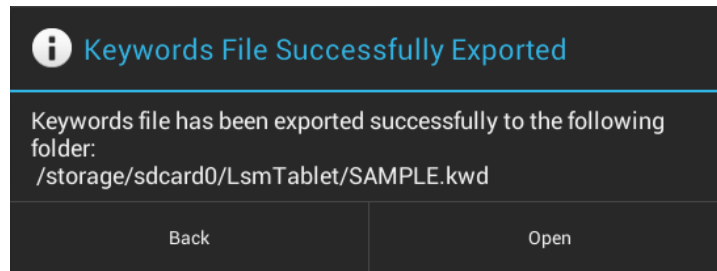 Keywords File Successfully Exported
Keywords file has been exported successfully to the following
folder:
/storage/sdcard0/LsmTablet/SAMPLE.kwd
Back
Open